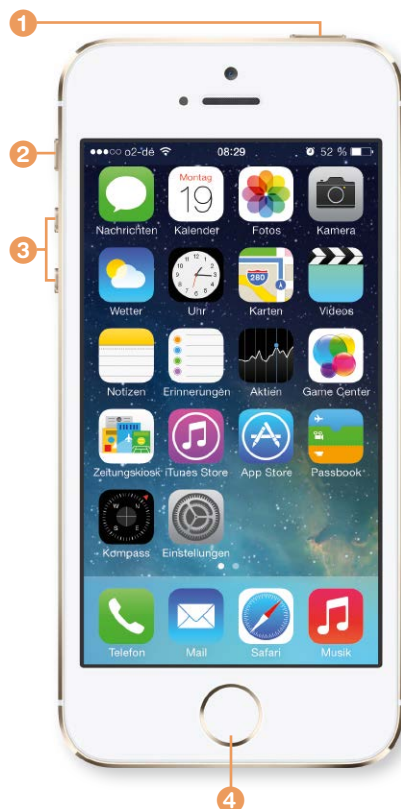 1
o2-de 08:29 52 %
2
Montag
19
Nachrichten Kalender Fotos Kamera
3
280
Wetter Uhr Karten Videos
Notizen Erinnerungen Aktien Game Center
Zeitungskiosk iTunes Store App Store Passbook
N
W E
S
Kompass Einstellungen
Telefon Mail Safari Musik
4